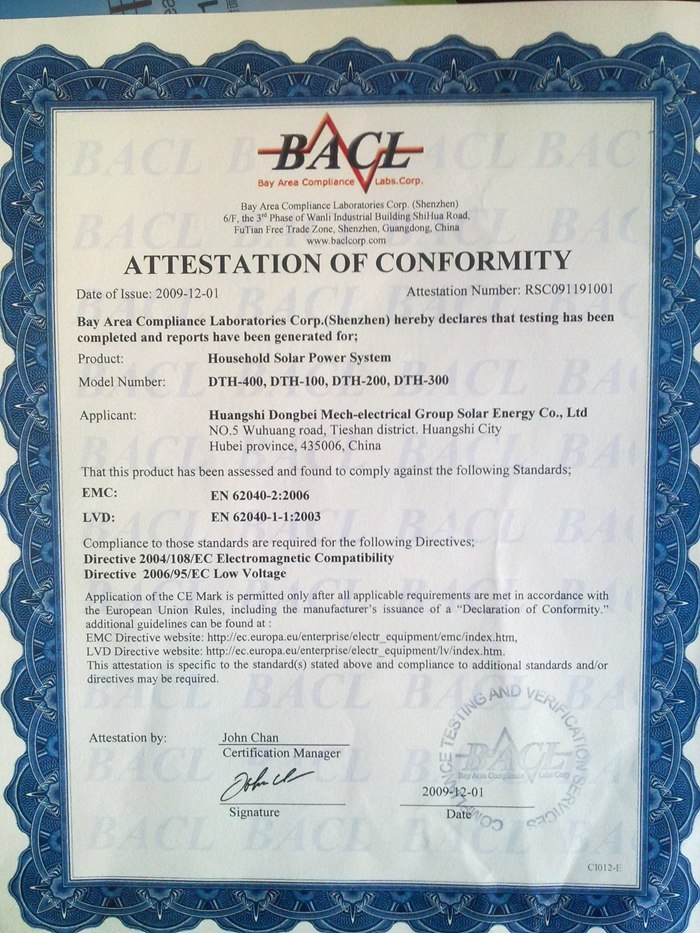 BACL
Bay Area Compliance Labs.Corp.
Bay Area Compliance Laboratories Corp. (Shenzhen)
6/F, the 3rd Phase of Wanli Industrial Building ShiHua Road,
FuTian Free Trade Zone, Shenzhen, Guangdong, China
www.baclcorp.com
ATTESTATION OF CONFORMITY
Date of Issue: 2009-12-01 Attestation Number: RSC091191001
Bay Area Compliance Laboratories Corp.(Shenzhen) hereby declares that testing has been
completed and reports have been generated for;
Product: Household Solar Power System
Model Number: DTH-400, DTH-100, DTH-200, DTH-300
Applicant: Huangshi Dongbei Mech-electrical Group Solar Energy Co., Ltd
NO.5 Wuhuang road, Tieshan district. Huangshi City
Hubei province, 435006, China
That this product has been assessed and found to comply against the following Standards;
EMC: EN 62040-2:2006
LVD: EN 62040-1-1:2003
Compliance to those standards are required for the following Directives;
Directive 2004/108/EC Electromagnetic Compatibility
Directive 2006/95/EC Low Voltage
Application of the CE Mark is permitted only after all applicable requirements are met in accordance with
the European Union Rules, including the manufacturer's issuance of a “Declaration of Conformity.”
additional guidelines can be found at :
EMC Directive website: http://ec.europa.eu/enterprise/electr_equipment/emc/index.htm,
LVD Directive website: http://ec.europa.eu/enterprise/electr_equipment/lv/index.htm.
This attestation is specific to the standard(s) stated above and compliance to additional standards and/or
directives may be required.
Attestation by: John Chan
Certification Manager
Signature
COMPLIANCE TESTING AND VERIFICATION SERVICES
BACL
Bay Area Compliance Labs Corp
2009-12-01
Date
CI012-E